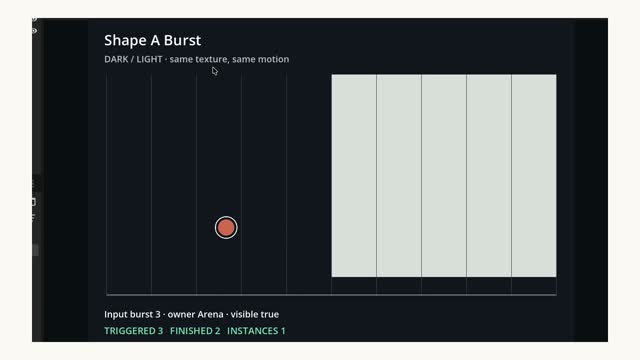 Shape A Burst
DARK / LIGHT · same texture, same motion
Input burst 3 · owner Arena · visible true
TRIGGERED 3 FINISHED 2 INSTANCES 1